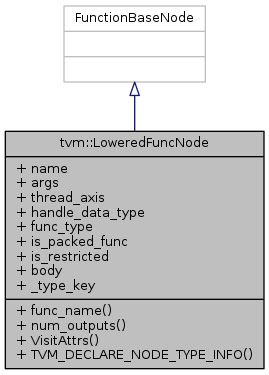 FunctionBaseNode
tvm::LoweredFuncNode
+ name
+ args
+ thread_axis
+ handle_data_type
+ func_type
+ is_packed_func
+ is_restricted
+ body
+ _type_key
+ func_name()
+ num_outputs()
+ VisitAttrs()
+ TVM_DECLARE_NODE_TYPE_INFO()